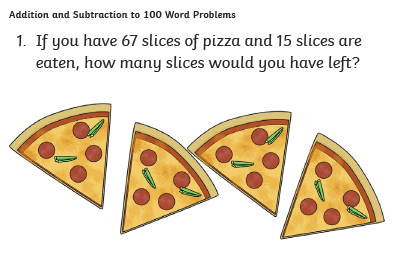 Addition and Subtraction to 100 Word Problems
1. If you have 67 slices of pizza and 15 slices are
eaten, how many slices would you have left?